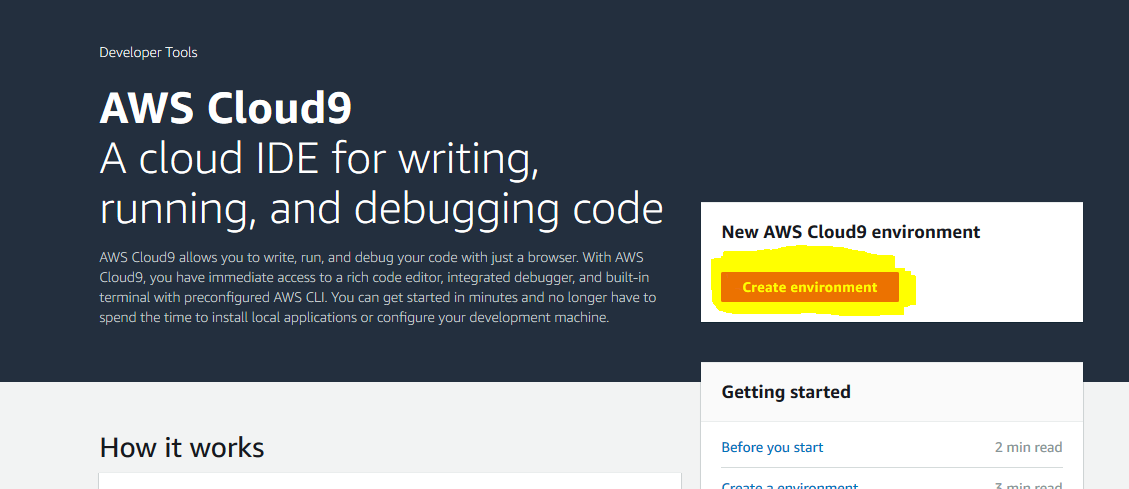 Developer Tools
AWS Cloud9
A cloud IDE for writing,
running, and debugging code
AWS Cloud9 allows you to write, run, and debug your code with just a browser. With AWS
Cloud9, you have immediate access to a rich code editor, integrated debugger, and built-in
terminal with preconfigured AWS CLI. You can get started in minutes and no longer have to
spend the time to install local applications or configure your development machine.
New AWS Cloud9 environment
Create environment
Getting started
Before you start 2 min read
Create a environment 3 min read
How it works